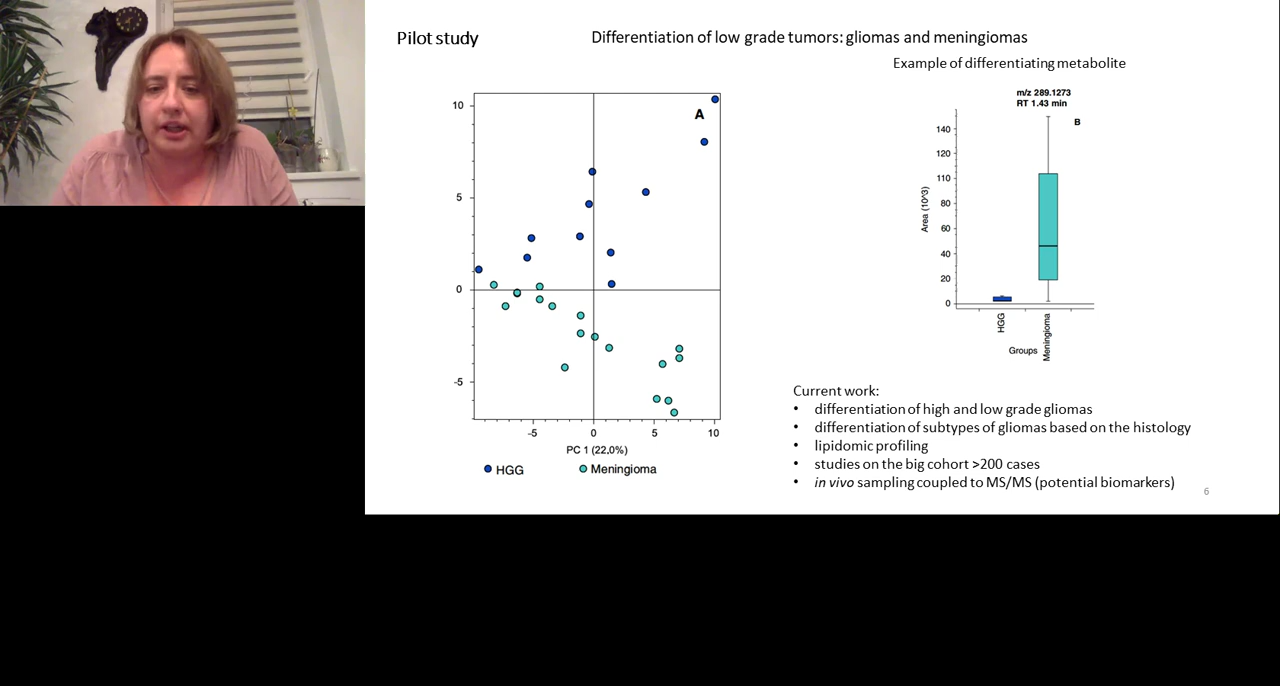 Pilot study
Differentiation of low grade tumors: gliomas and meningiomas
Example of differentiating metabolite
A
10
5
0
-5
-5
0
5
10
PC 1 (22.0%)
HGG
Meningioma
m/z 289.1273
RT 1.43 min
B
140
120
110
80
60
40
20
0
Area (10^3)
HGG
Meningioma
Groups
Current work:
• differentiation of high and low grade gliomas
• differentiation of subtypes of gliomas based on the histology
• lipidomic profiling
• studies on the big cohort >200 cases
• in vivo sampling coupled to MS/MS (potential biomarkers)
6